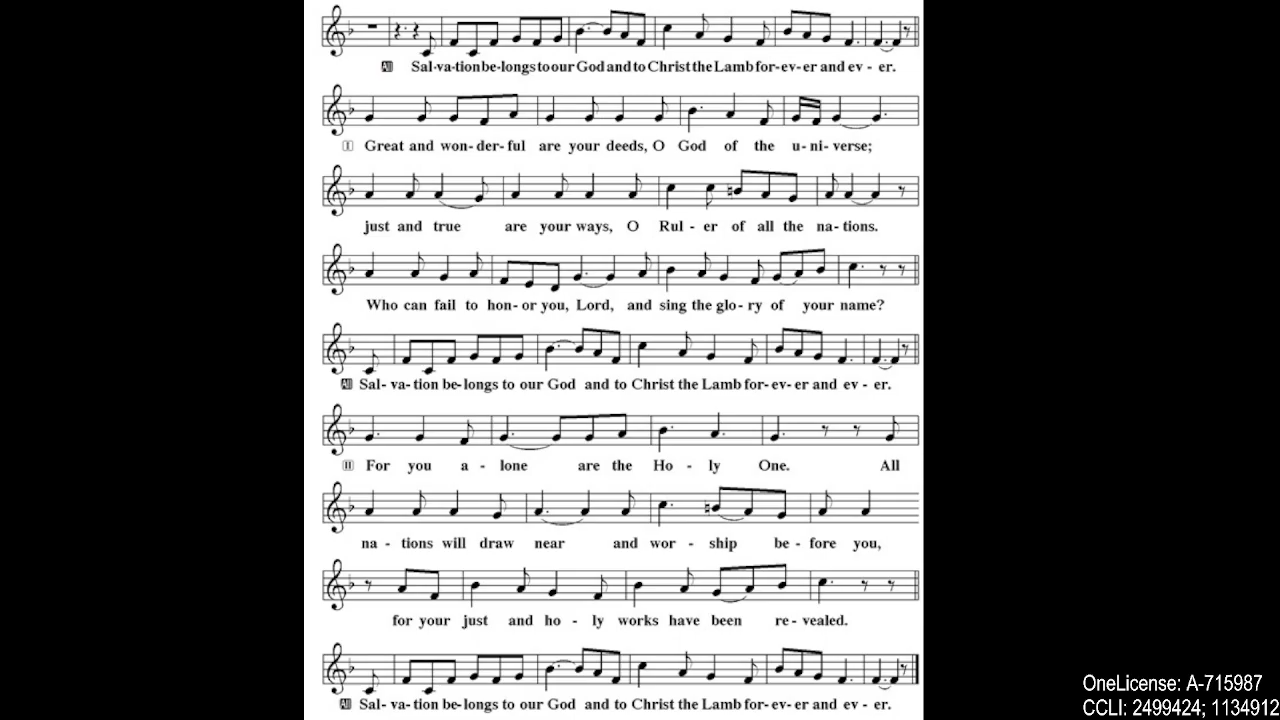 All Sal-va-tion be-longs to our God and to Christ the Lamb for-ev-er and ev - er.
I Great and won-der-ful are your deeds, O God of the u-ni-verse;
just and true are your ways, O Rul - er of all the na-tions.
Who can fail to hon-or you, Lord, and sing the glo-ry of your name?
All Sal-va-tion be-longs to our God and to Christ the Lamb for-ev-er and ev - er.
II For you a - lone are the Ho - ly One. All
na - tions will draw near and wor - ship be - fore you,
for your just and ho - ly works have been re - vealed.
All Sal-va-tion be-longs to our God and to Christ the Lamb for-ev-er and ev - er.
OneLicense: A-715987
CCLI: 2499424; 1134912